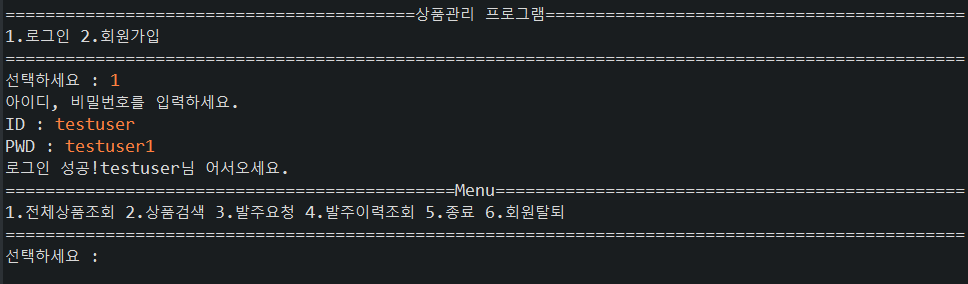 =========================================상품관리 프로그램==========================================
1.로그인 2.회원가입
================================================================================================
선택하세요 : 1
아이디, 비밀번호를 입력하세요.
ID : testuser
PWD : testuser1
로그인 성공!testuser님 어서오세요.
=============================================Menu===============================================
1.전체상품조회 2.상품검색 3.발주요청 4.발주이력조회 5.종료 6.회원탈퇴
================================================================================================
선택하세요 :